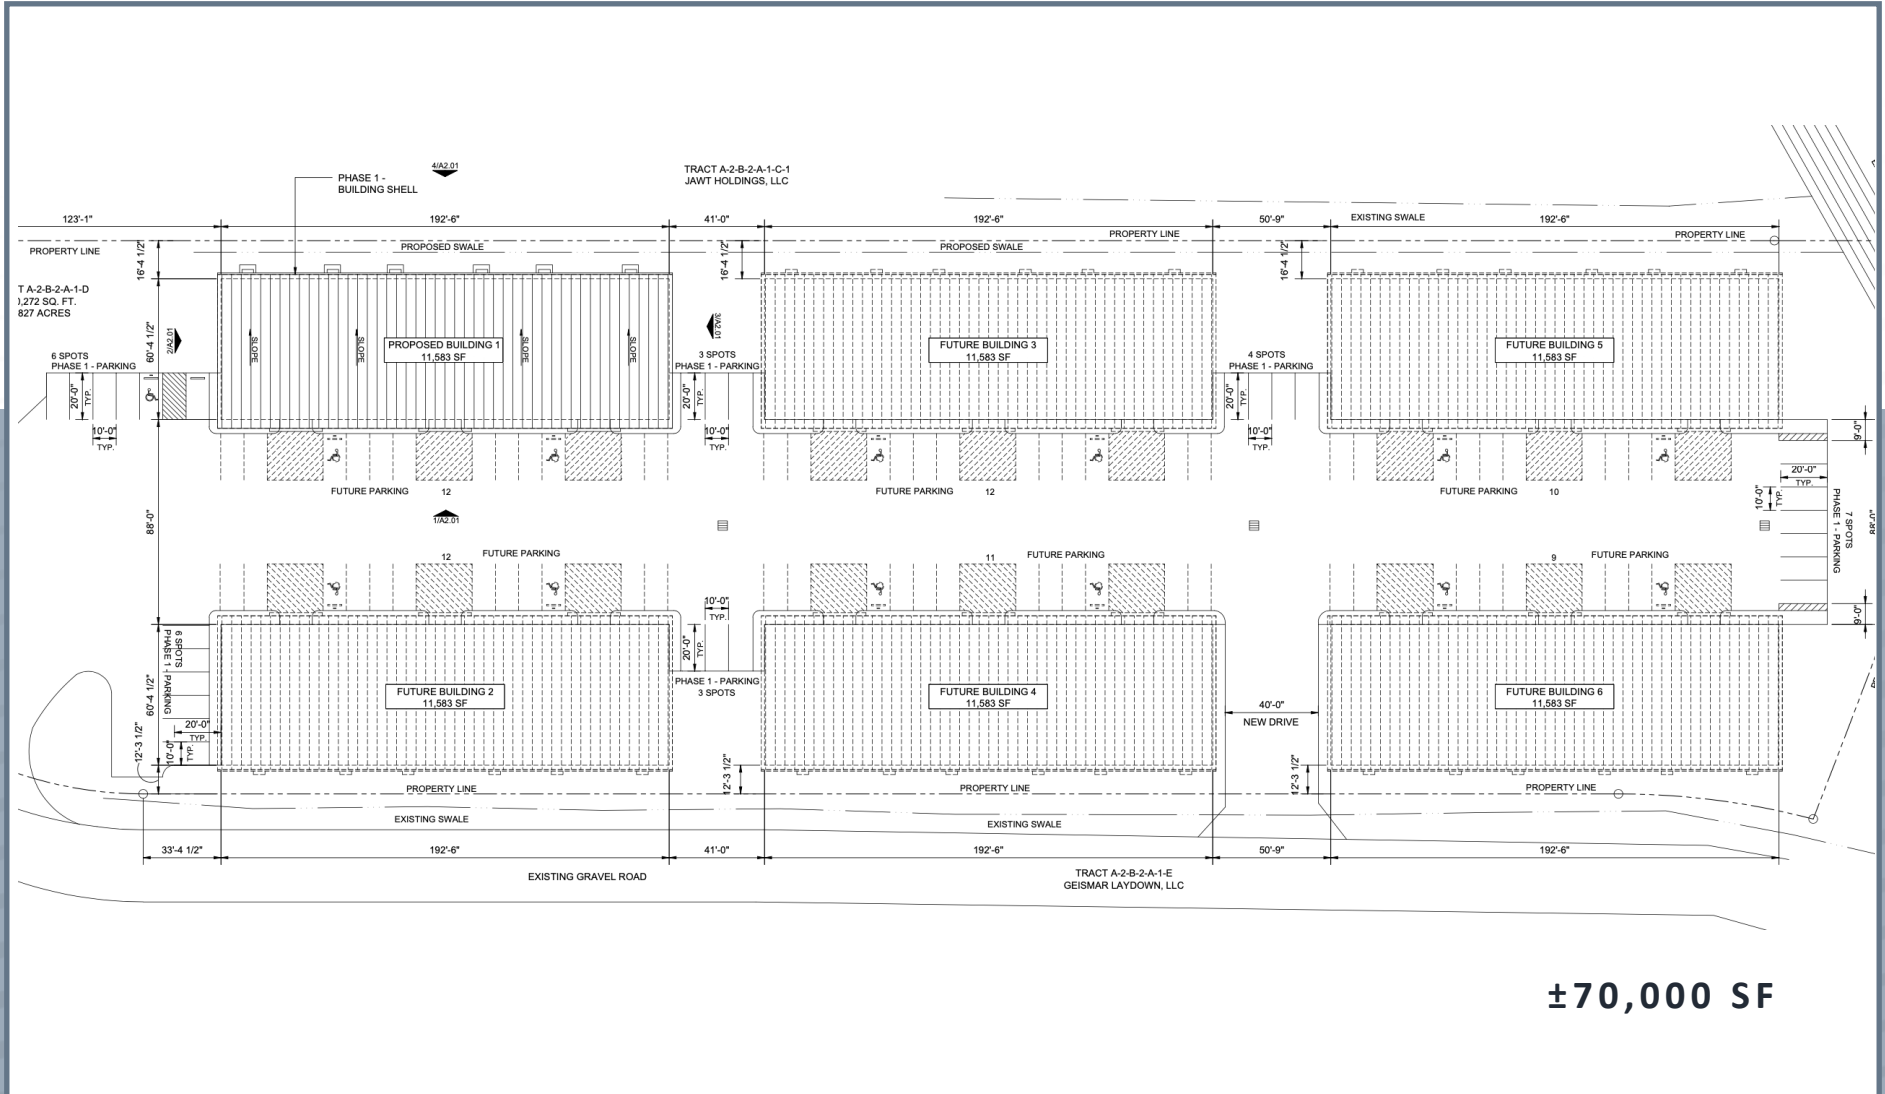 4/A2.01
PHASE 1 -
BUILDING SHELL
TRACT A-2-B-2-A-1-C-1
JAWT HOLDINGS, LLC
123'-1"
192'-6"
41'-0"
192'-6"
50'-9"
EXISTING SWALE
192'-6"
PROPERTY LINE
PROPOSED SWALE
PROPOSED SWALE
PROPERTY LINE
PROPERTY LINE
16'-4 1/2"
16'-4 1/2"
16'-4 1/2"
T A-2-B-2-A-1-D
,272 SQ. FT.
827 ACRES
60'-4 1/2"
2/A2.01
SLOPE
SLOPE
SLOPE
SLOPE
PROPOSED BUILDING 1
11,583 SF
3/A2.01
FUTURE BUILDING 3
11,583 SF
FUTURE BUILDING 5
11,583 SF
6 SPOTS
PHASE 1 - PARKING
3 SPOTS
PHASE 1 - PARKING
4 SPOTS
PHASE 1 - PARKING
20'-0"
TYP.
20'-0"
TYP.
20'-0"
TYP.
10'-0"
TYP.
10'-0"
TYP.
10'-0"
TYP.
9'-0"
20'-0"
TYP.
10'-0"
TYP.
FUTURE PARKING 12
FUTURE PARKING 12
FUTURE PARKING 10
1/A2.01
88'-0"
7 SPOTS
PHASE 1 - PARKING
12 FUTURE PARKING
11 FUTURE PARKING
9 FUTURE PARKING
9'-0"
10'-0"
TYP.
20'-0"
TYP.
6 SPOTS
PHASE 1 - PARKING
60'-4 1/2"
PHASE 1 - PARKING
3 SPOTS
FUTURE BUILDING 2
11,583 SF
FUTURE BUILDING 4
11,583 SF
FUTURE BUILDING 6
11,583 SF
40'-0"
NEW DRIVE
20'-0"
TYP.
10'-0"
TYP.
12'-3 1/2"
12'-3 1/2"
12'-3 1/2"
PROPERTY LINE
PROPERTY LINE
PROPERTY LINE
EXISTING SWALE
EXISTING SWALE
33'-4 1/2"
192'-6"
41'-0"
192'-6"
50'-9"
192'-6"
EXISTING GRAVEL ROAD
TRACT A-2-B-2-A-1-E
GEISMAR LAYDOWN, LLC
±70,000 SF